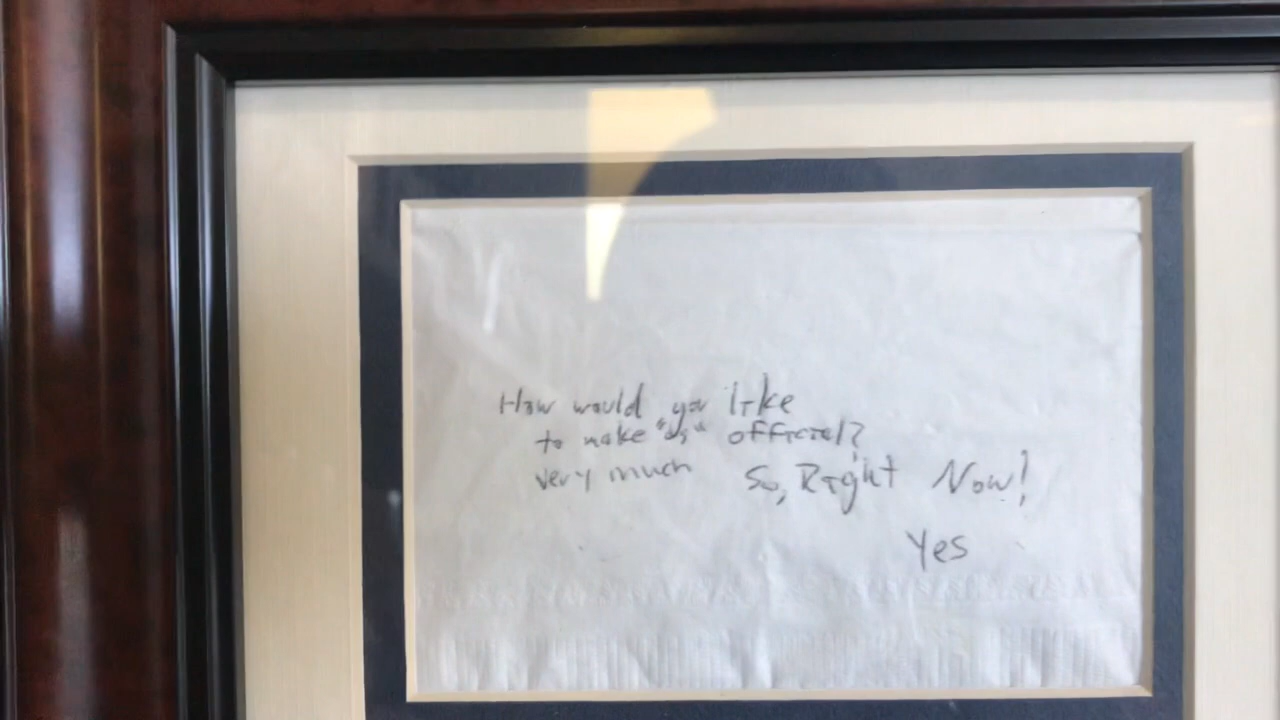 How would you like
to make "us" official?
very much So, Right Now!
Yes